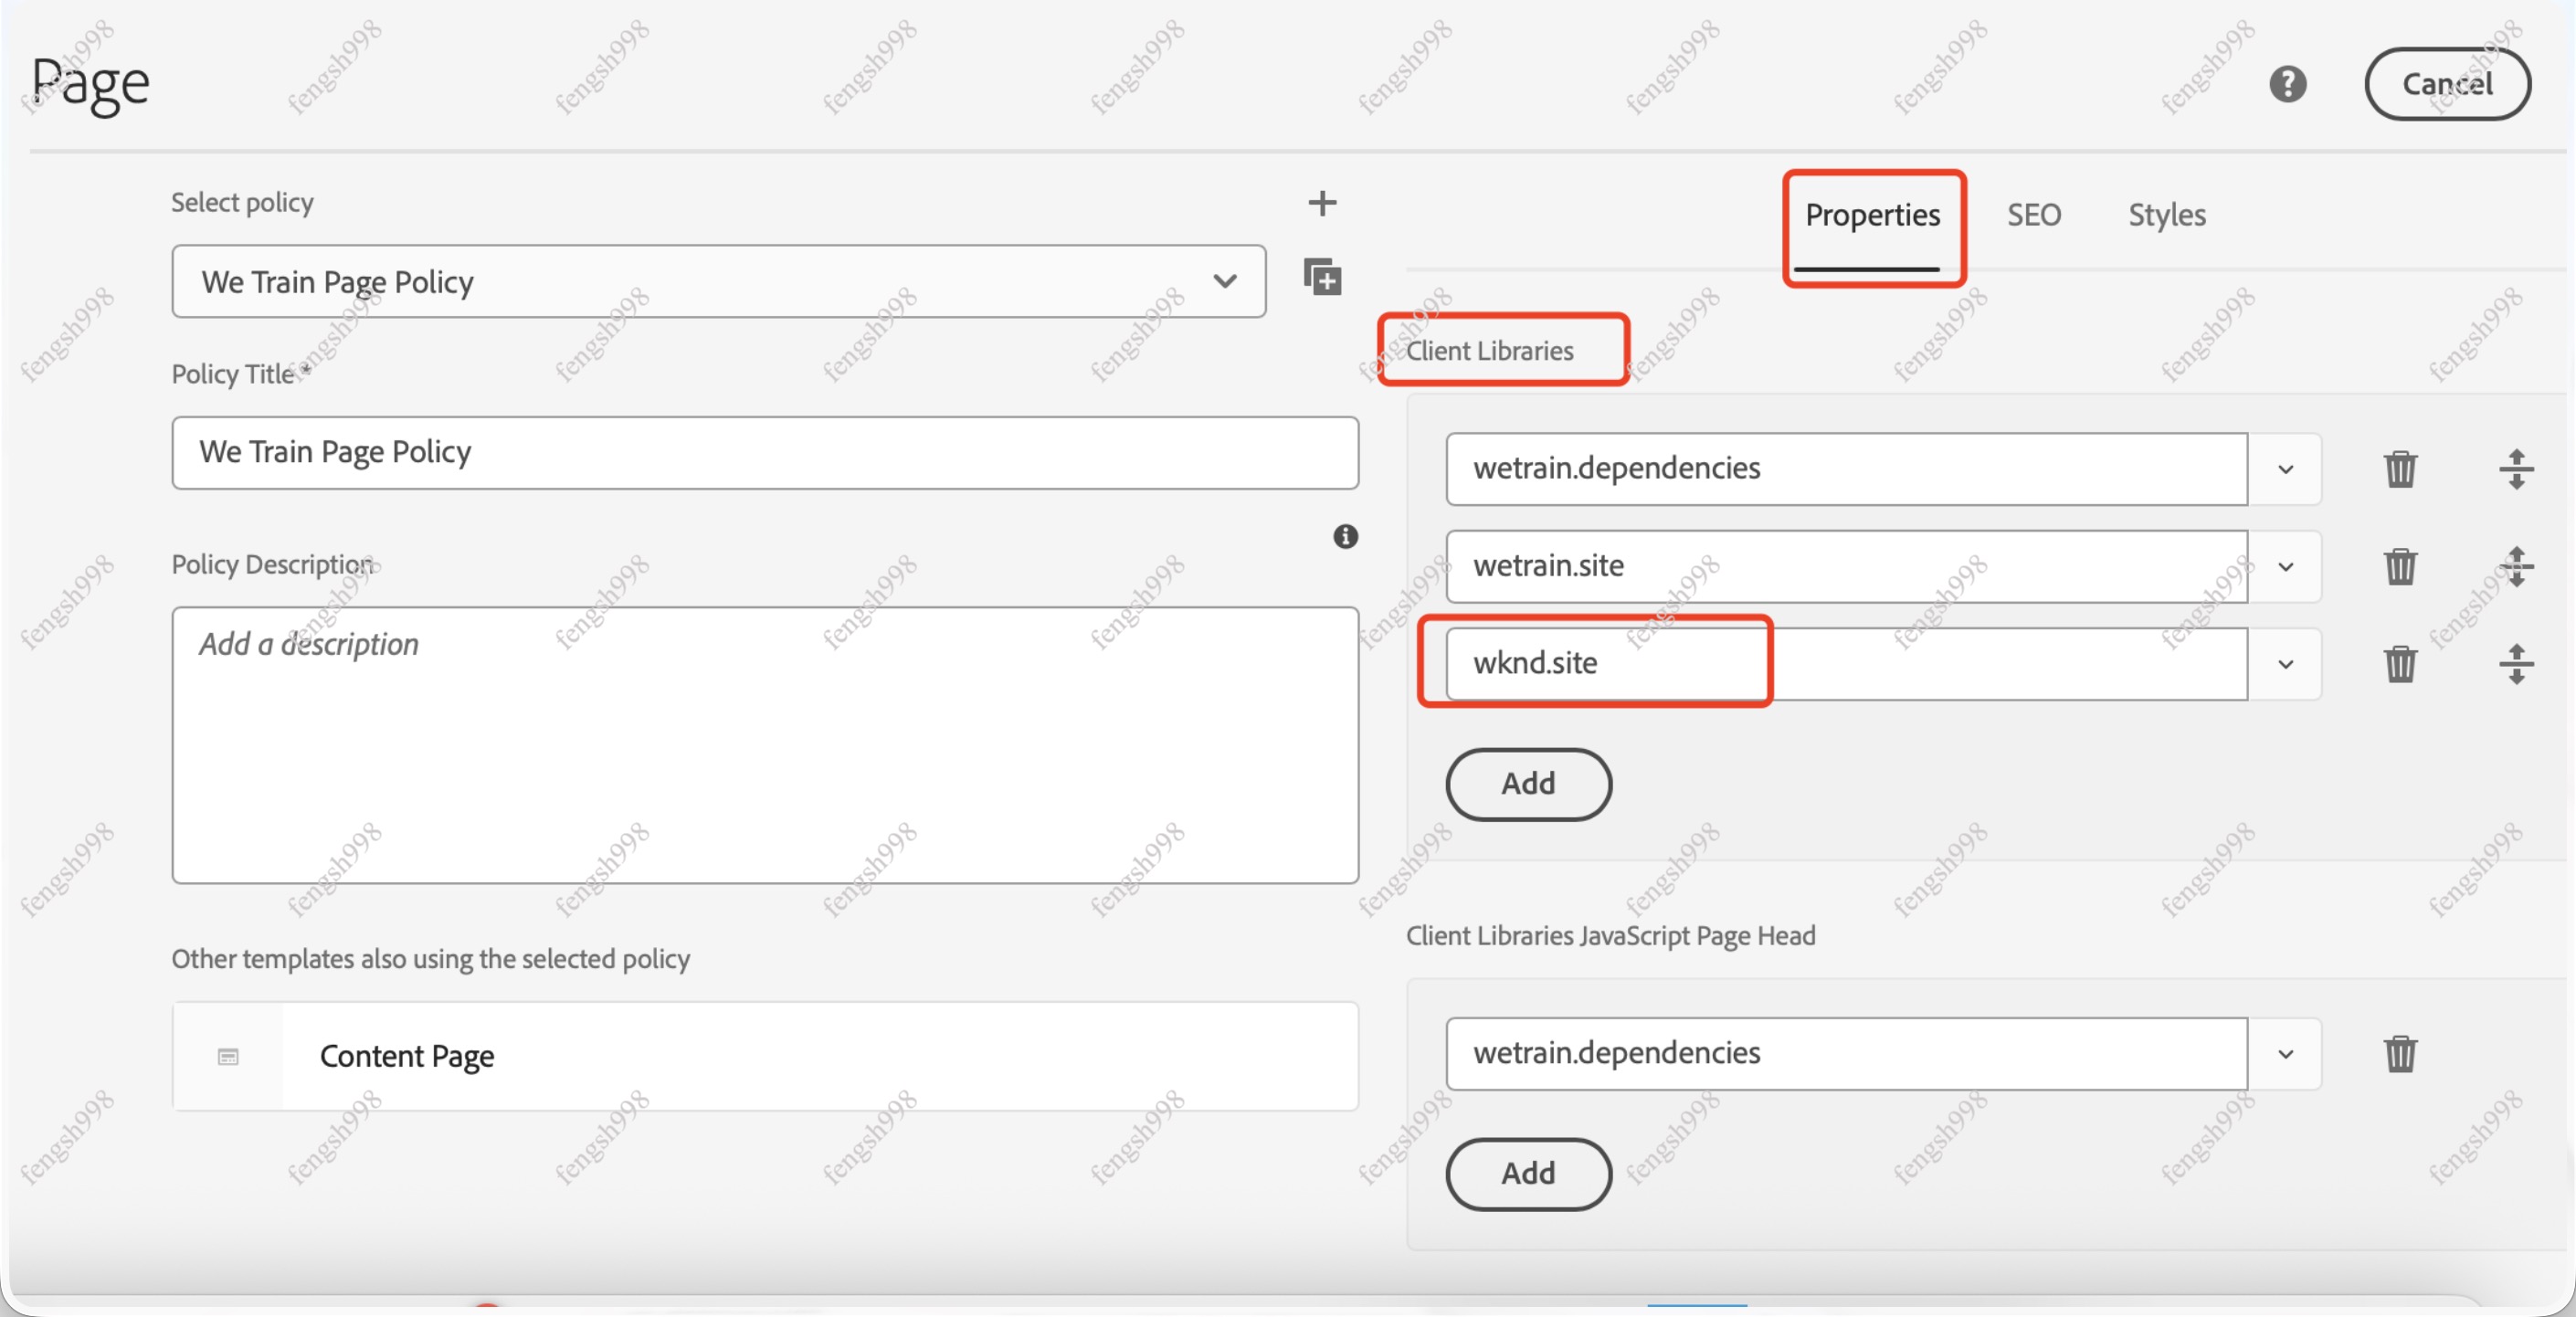 Page
Cancel
Select policy
We Train Page Policy
Policy Title *
We Train Page Policy
Policy Description
Add a description
Other templates also using the selected policy
Content Page
Properties
SEO
Styles
Client Libraries
wetrain.dependencies
wetrain.site
wknd.site
Add
Client Libraries JavaScript Page Head
wetrain.dependencies
Add
fengsh998